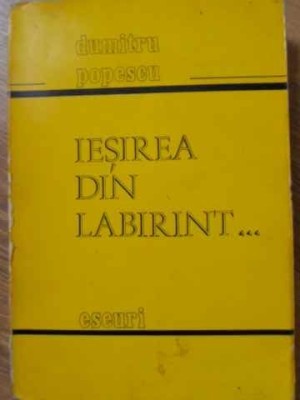 dumitru
popescu
IEȘIREA
DIN
LABIRINT...
eseuri